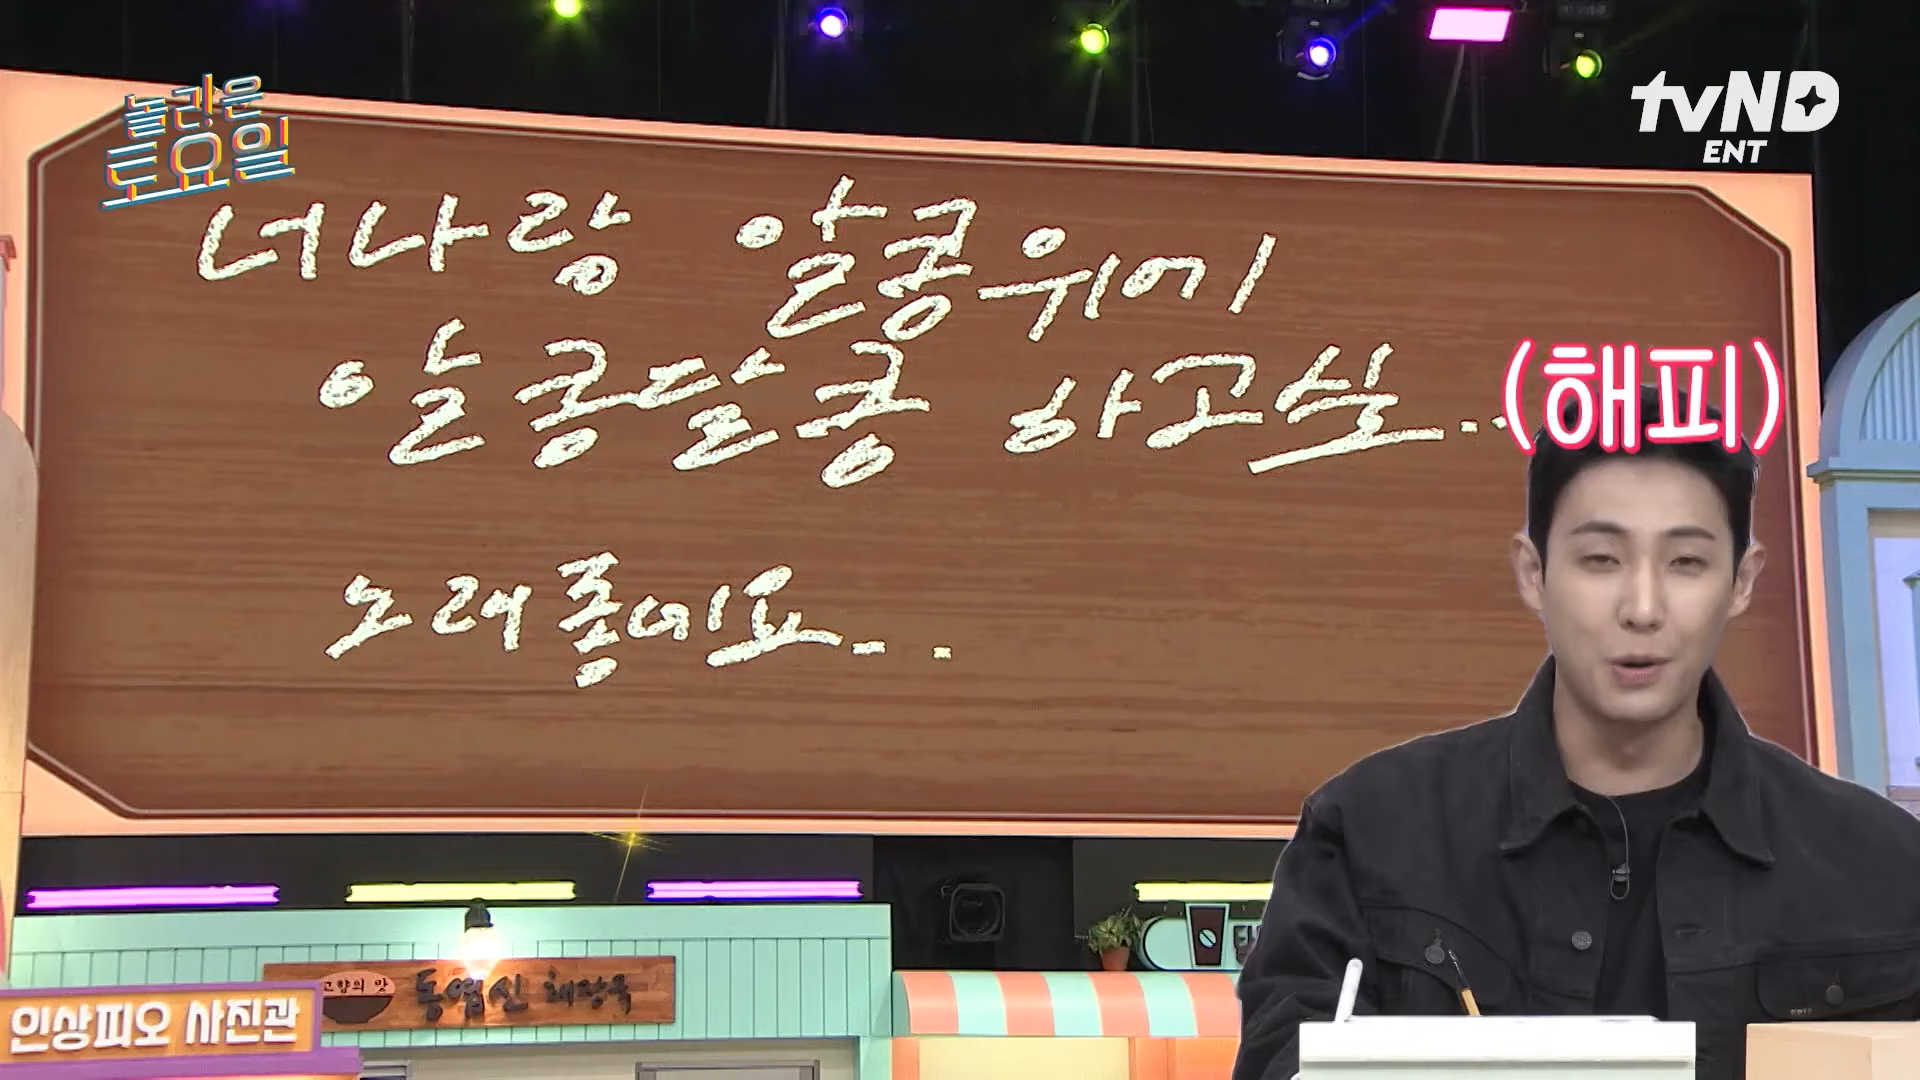 놀라운
토요일
tvND
ENT
너나랑 알콩위에
알콩달콩 하고싶..
(해피)
노래 좋네요..
고향의 맛
동엽신 해장국
인상피오 사진관